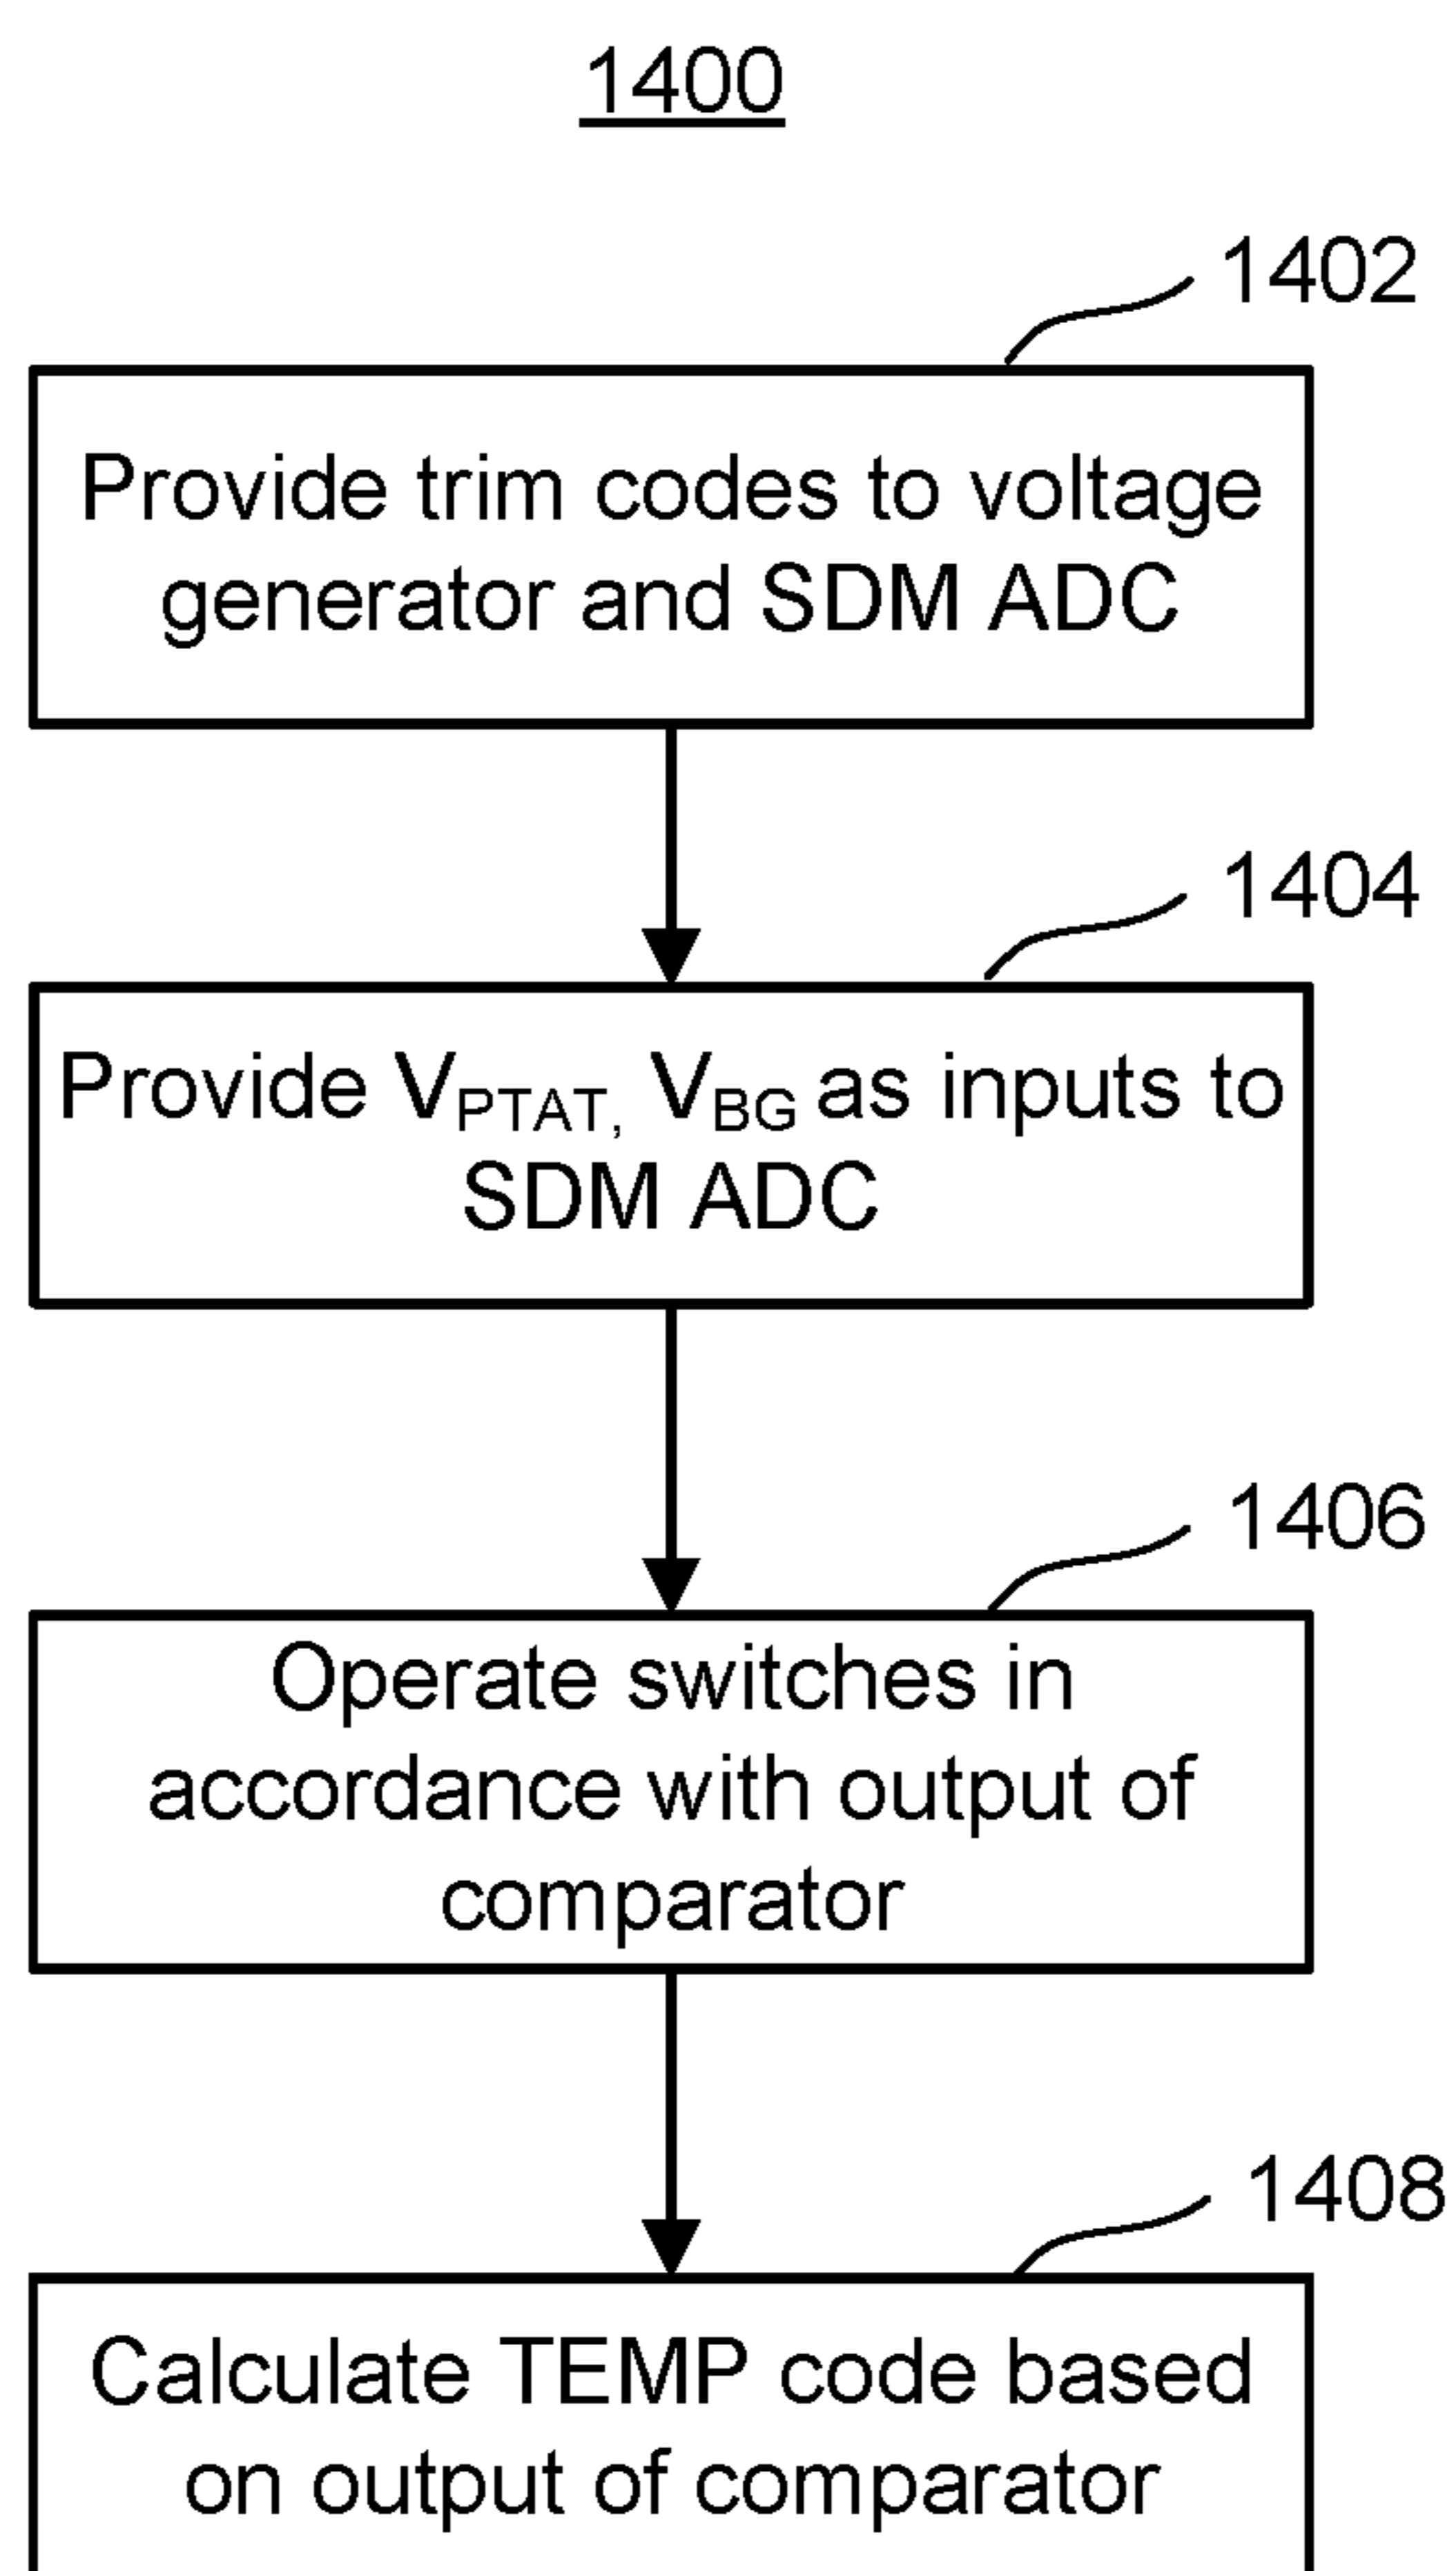 1400
1402
Provide trim codes to voltage
generator and SDM ADC
1404
Provide VPTAT, VBG as inputs to
SDM ADC
1406
Operate switches in
accordance with output of
comparator
1408
Calculate TEMP code based
on output of comparator